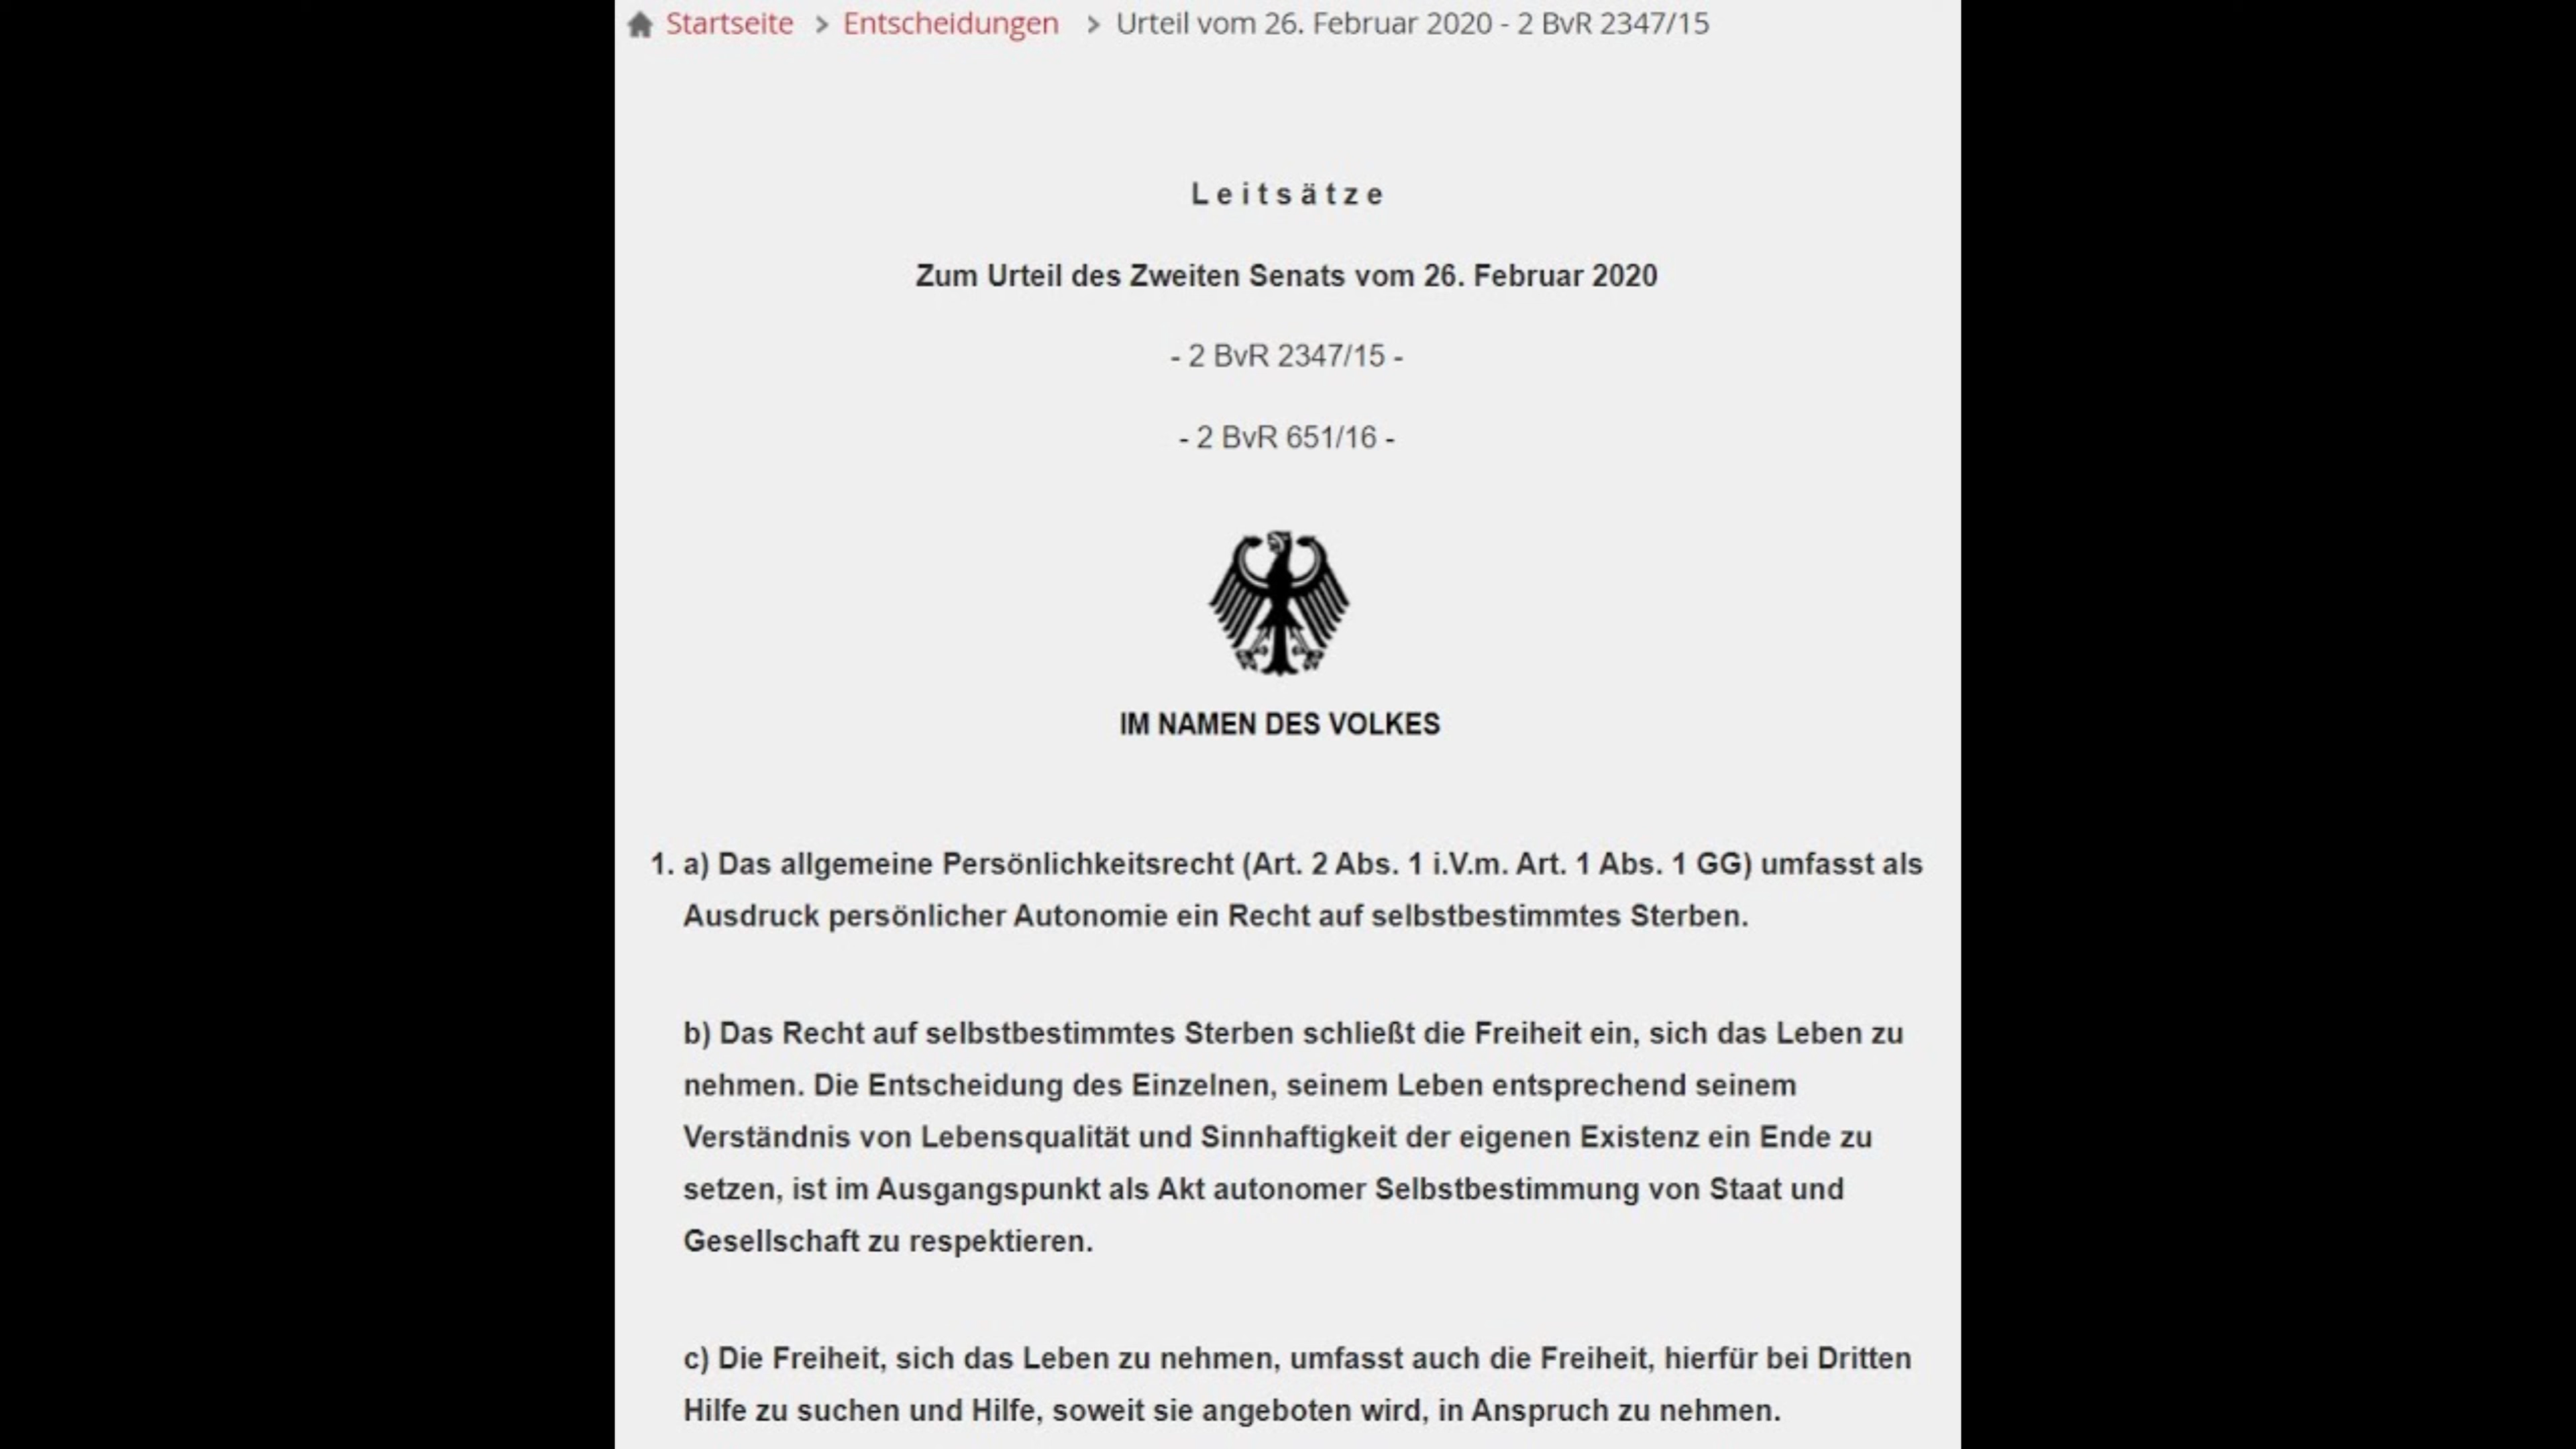 Startseite > Entscheidungen > Urteil vom 26. Februar 2020 - 2 BvR 2347/15
Leitsätze
Zum Urteil des Zweiten Senats vom 26. Februar 2020
- 2 BvR 2347/15 -
- 2 BvR 651/16 -
IM NAMEN DES VOLKES
1. a) Das allgemeine Persönlichkeitsrecht (Art. 2 Abs. 1 i.V.m. Art. 1 Abs. 1 GG) umfasst als
Ausdruck persönlicher Autonomie ein Recht auf selbstbestimmtes Sterben.
b) Das Recht auf selbstbestimmtes Sterben schließt die Freiheit ein, sich das Leben zu
nehmen. Die Entscheidung des Einzelnen, seinem Leben entsprechend seinem
Verständnis von Lebensqualität und Sinnhaftigkeit der eigenen Existenz ein Ende zu
setzen, ist im Ausgangspunkt als Akt autonomer Selbstbestimmung von Staat und
Gesellschaft zu respektieren.
c) Die Freiheit, sich das Leben zu nehmen, umfasst auch die Freiheit, hierfür bei Dritten
Hilfe zu suchen und Hilfe, soweit sie angeboten wird, in Anspruch zu nehmen.